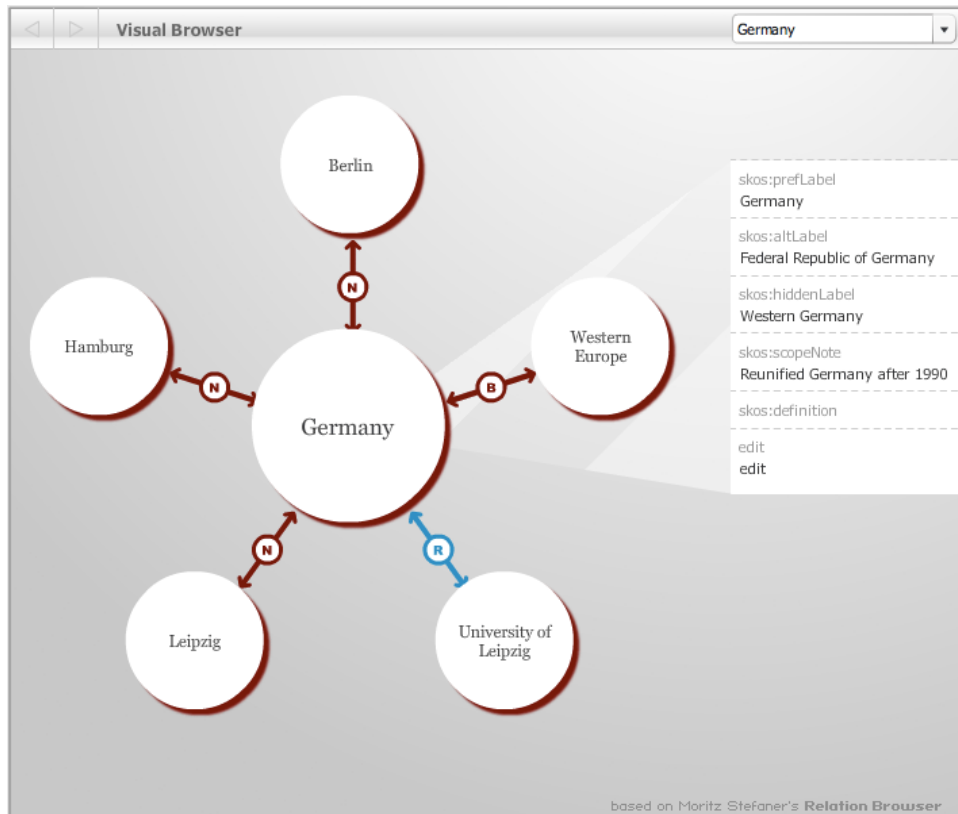 Visual Browser
Germany
Berlin
N
Hamburg
N
Germany
B
Western
Europe
N
R
Leipzig
University of
Leipzig
skos:prefLabel
Germany
skos:altLabel
Federal Republic of Germany
skos:hiddenLabel
Western Germany
skos:scopeNote
Reunified Germany after 1990
skos:definition
edit
edit
based on Moritz Stefaner's Relation Browser